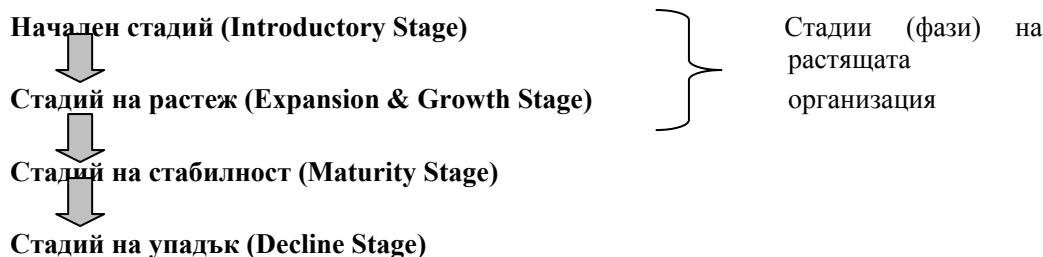 Начален стадий (Introductory Stage)
Стадии (фази) на
растящата
Стадий на растеж (Expansion & Growth Stage)
организация
Стадий на стабилност (Maturity Stage)
Стадий на упадък (Decline Stage)